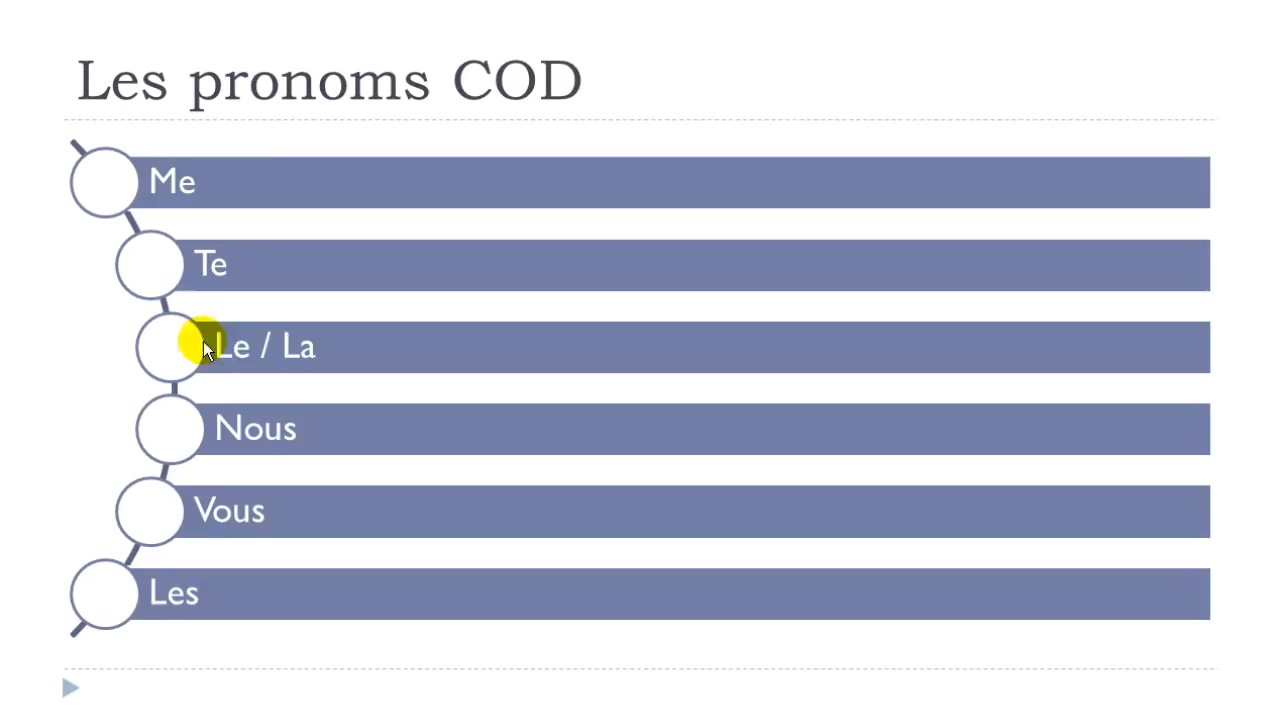 Les pronoms COD
Me
Te
Le / La
Nous
Vous
Les